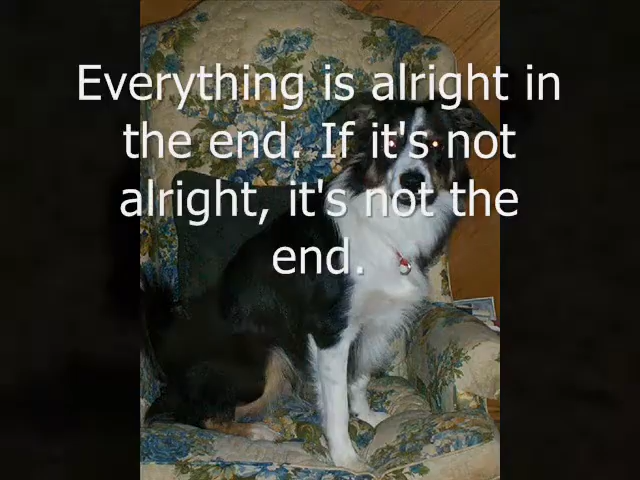 Everything is alright in
the end. If it's not
alright, it's not the
end.